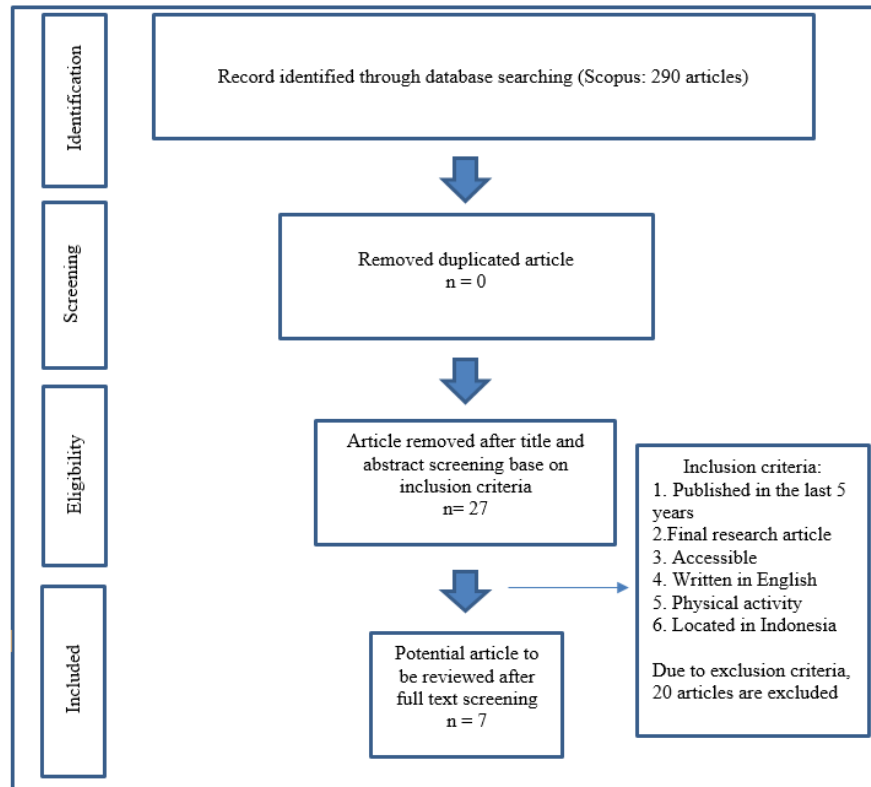 Identification
Record identified through database searching (Scopus: 290 articles)
Screening
Removed duplicated article
n = 0
Eligibility
Article removed after title and
abstract screening base on
inclusion criteria
n= 27
Inclusion criteria:
1. Published in the last 5
years
2.Final research article
3. Accessible
4. Written in English
5. Physical activity
6. Located in Indonesia
Due to exclusion criteria,
20 articles are excluded
Included
Potential article to
be reviewed after
full text screening
n = 7